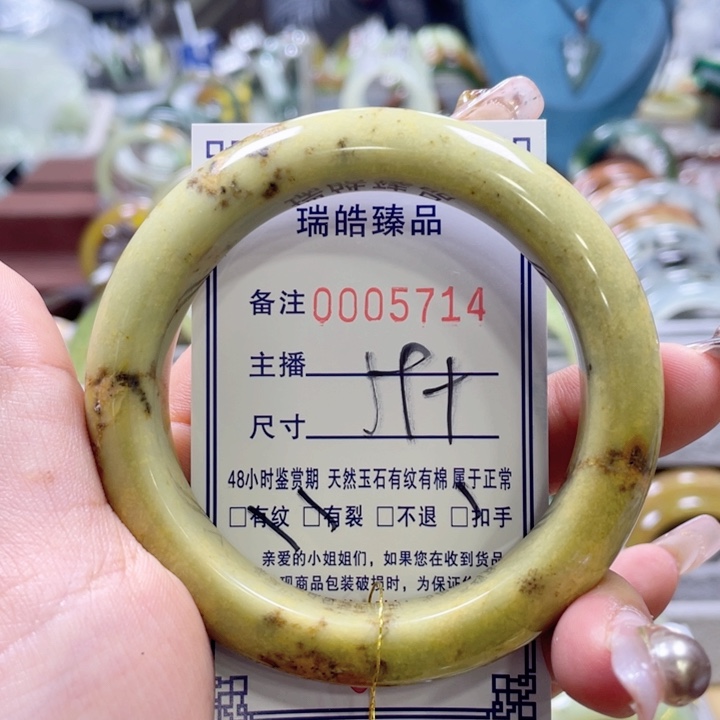 瑞皓臻品
备注 0005714
主播
尺寸
48小时鉴赏期 天然玉石有纹有棉 属于正常
□有纹 □有裂 □不退 □扣手
亲爱的小姐姐们，如果您在收到货品
现商品包装破损时，为保证